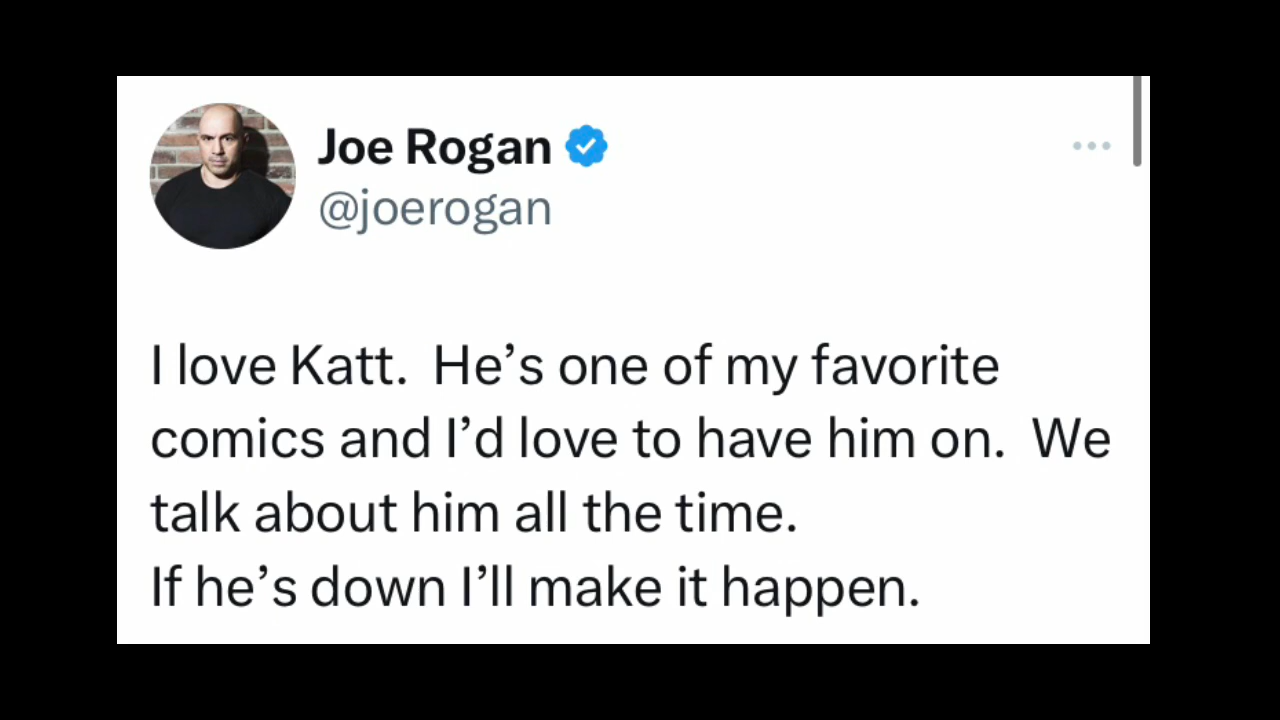 Joe Rogan
@joerogan
I love Katt.  He’s one of my favorite
comics and I’d love to have him on.  We
talk about him all the time.
If he’s down I’ll make it happen.